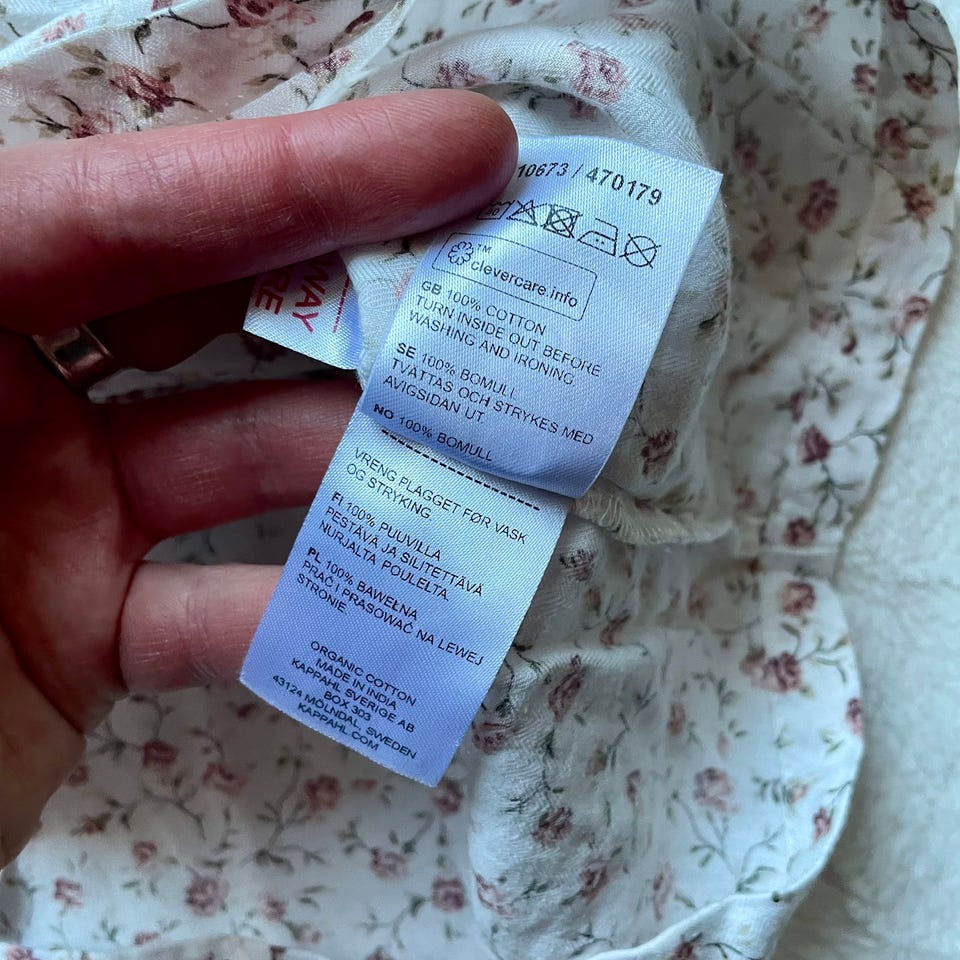 10673 / 470179
™ clevercare.info
GB 100% COTTON
TURN INSIDE OUT BEFORE
WASHING AND IRONING
SE 100% BOMULL
TVÄTTAS OCH STRYKES MED
AVIGSIDAN UT.
NO 100% BOMULL
VRENG PLAGGET FØR VASK
OG STRYKING
FI 100% PUUVILLA
PESTÄVÄ JA SILITETTÄVÄ
NURJALTA PUOLELTA.
PL 100% BAWEŁNA
PRAĆ I PRASOWAĆ NA LEWEJ
STRONIE.
ORGANIC COTTON
MADE IN INDIA
KAPPAHL SVERIGE AB
BOX 303
43124 MÖLNDAL, SWEDEN
KAPPAHL.COM
WAY
RE